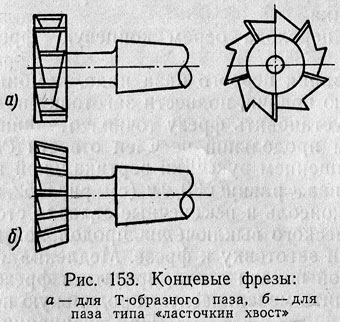 а)
б)
Рис. 153. Концевые фрезы:
а — для Т-образного паза, б — для
паза типа «ласточкин хвост»